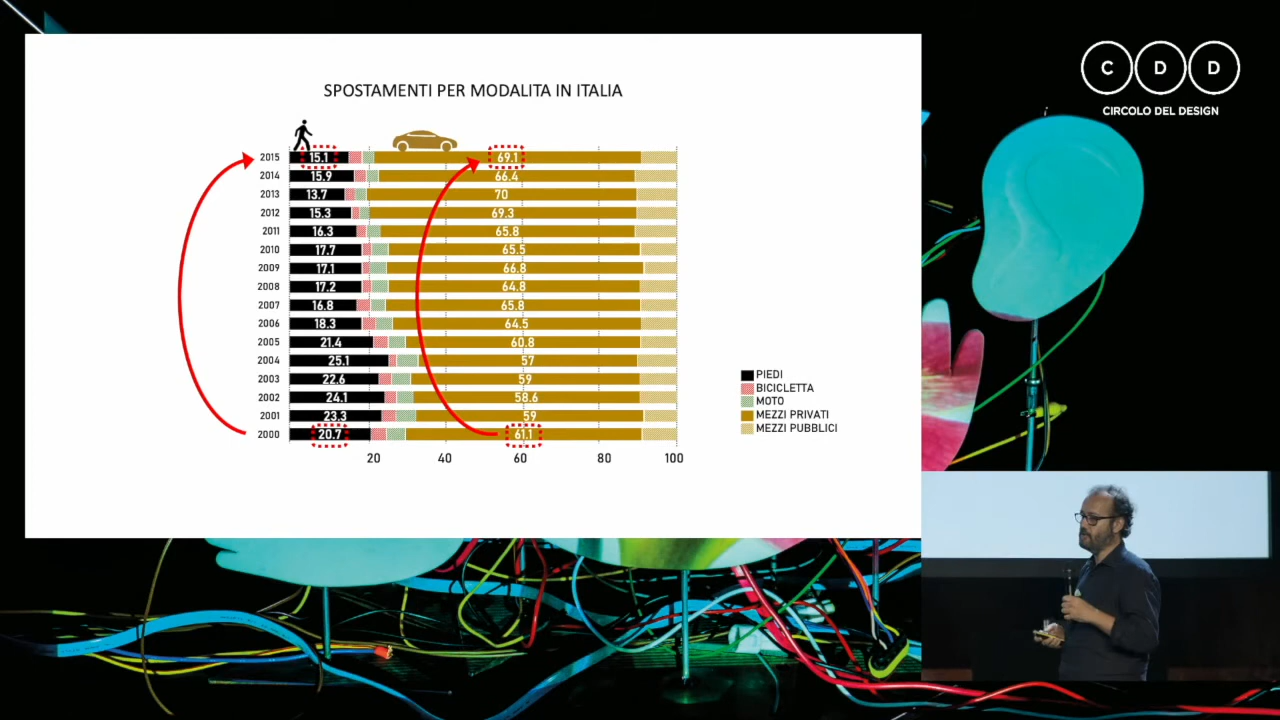 SPOSTAMENTI PER MODALITA IN ITALIA
2015 15.1 69.1
2014 15.9 66.4
2013 13.7 70
2012 15.3 69.3
2011 16.3 65.8
2010 17.7 65.5
2009 17.1 66.8
2008 17.2 64.8
2007 16.8 65.8
2006 18.3 64.5
2005 21.4 60.8
2004 25.1 57
2003 22.6 59
2002 24.1 58.6
2001 23.3 59
2000 20.7 61.1
20 40 60 80 100
PIEDI
BICICLETTA
MOTO
MEZZI PRIVATI
MEZZI PUBBLICI
C D D
CIRCOLO DEL DESIGN